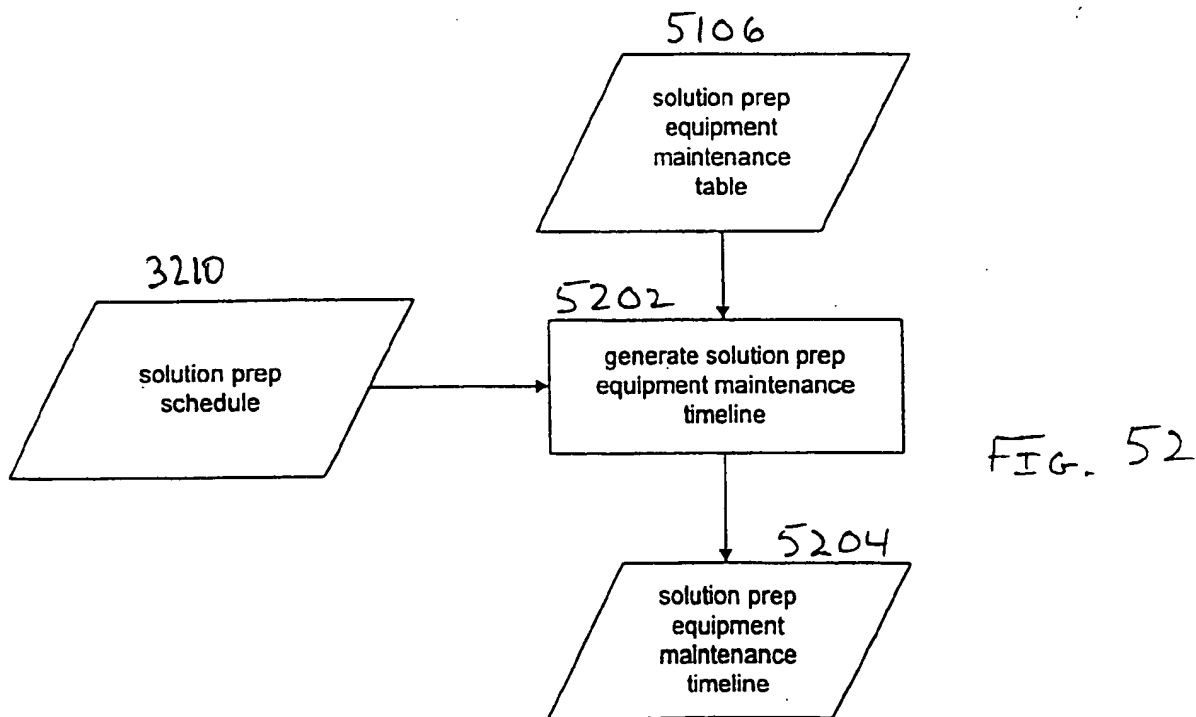 5106
solution prep
equipment
maintenance
table
3210
solution prep
schedule
5202
generate solution prep
equipment maintenance
timeline
FIG. 52
5204
solution prep
equipment
maintenance
timeline